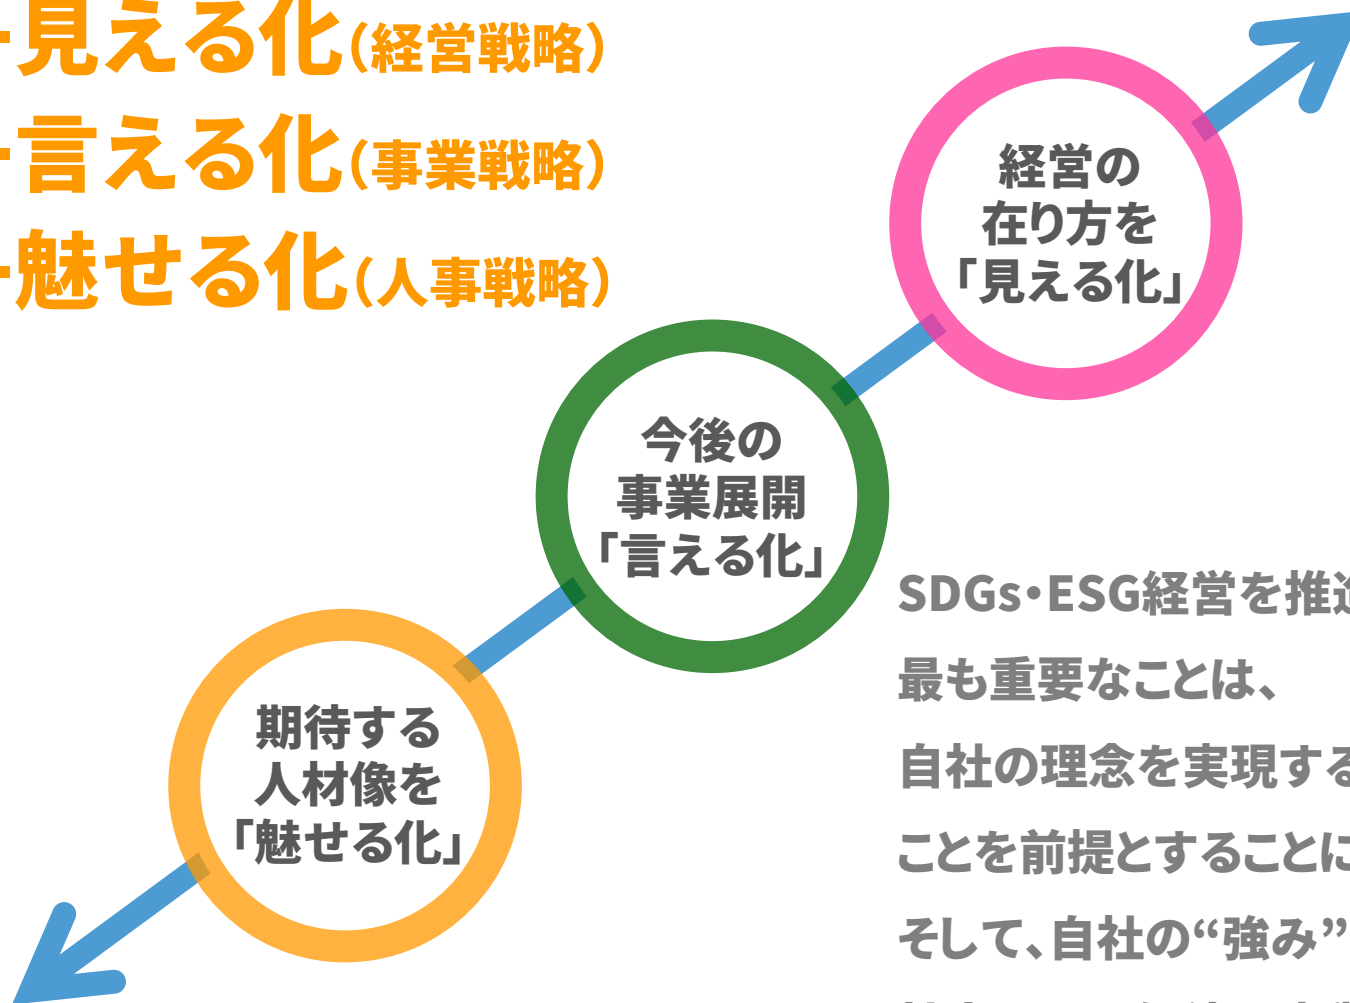 見える化(経営戦略)
言える化(事業戦略)
魅せる化(人事戦略)
経営の
在り方を
「見える化」
今後の
事業展開
「言える化」
期待する
人材像を
「魅せる化」
SDGs・ESG経営を推進
最も重要なことは、
自社の理念を実現する
ことを前提とすることに
そして、自社の“強み”